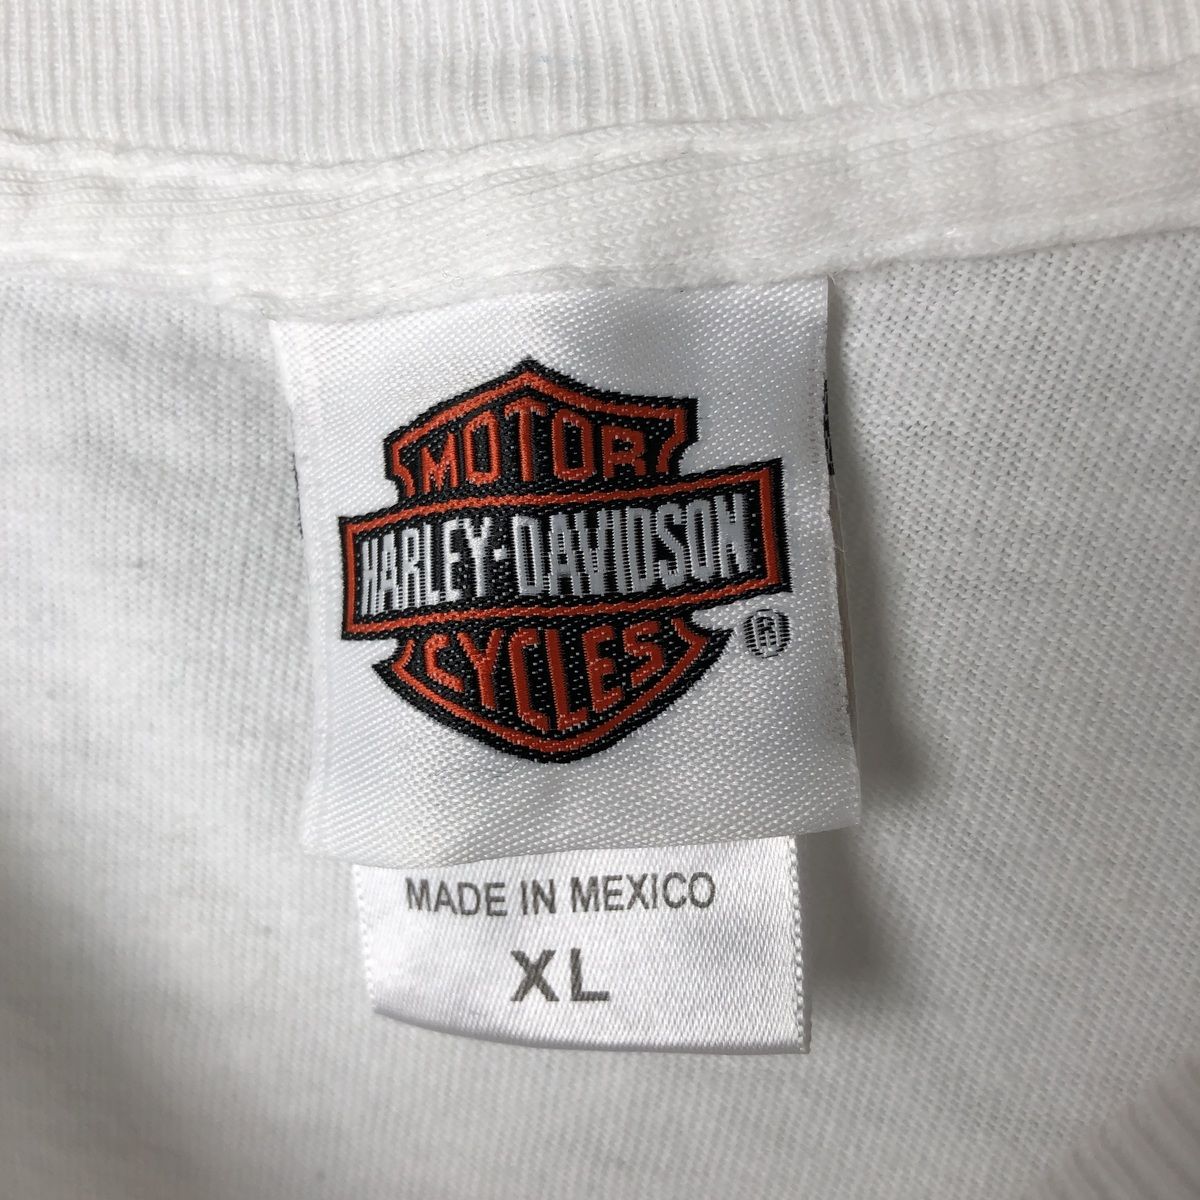 MOTOR
HARLEY-DAVIDSON
CYCLES
®
MADE IN MEXICO
XL